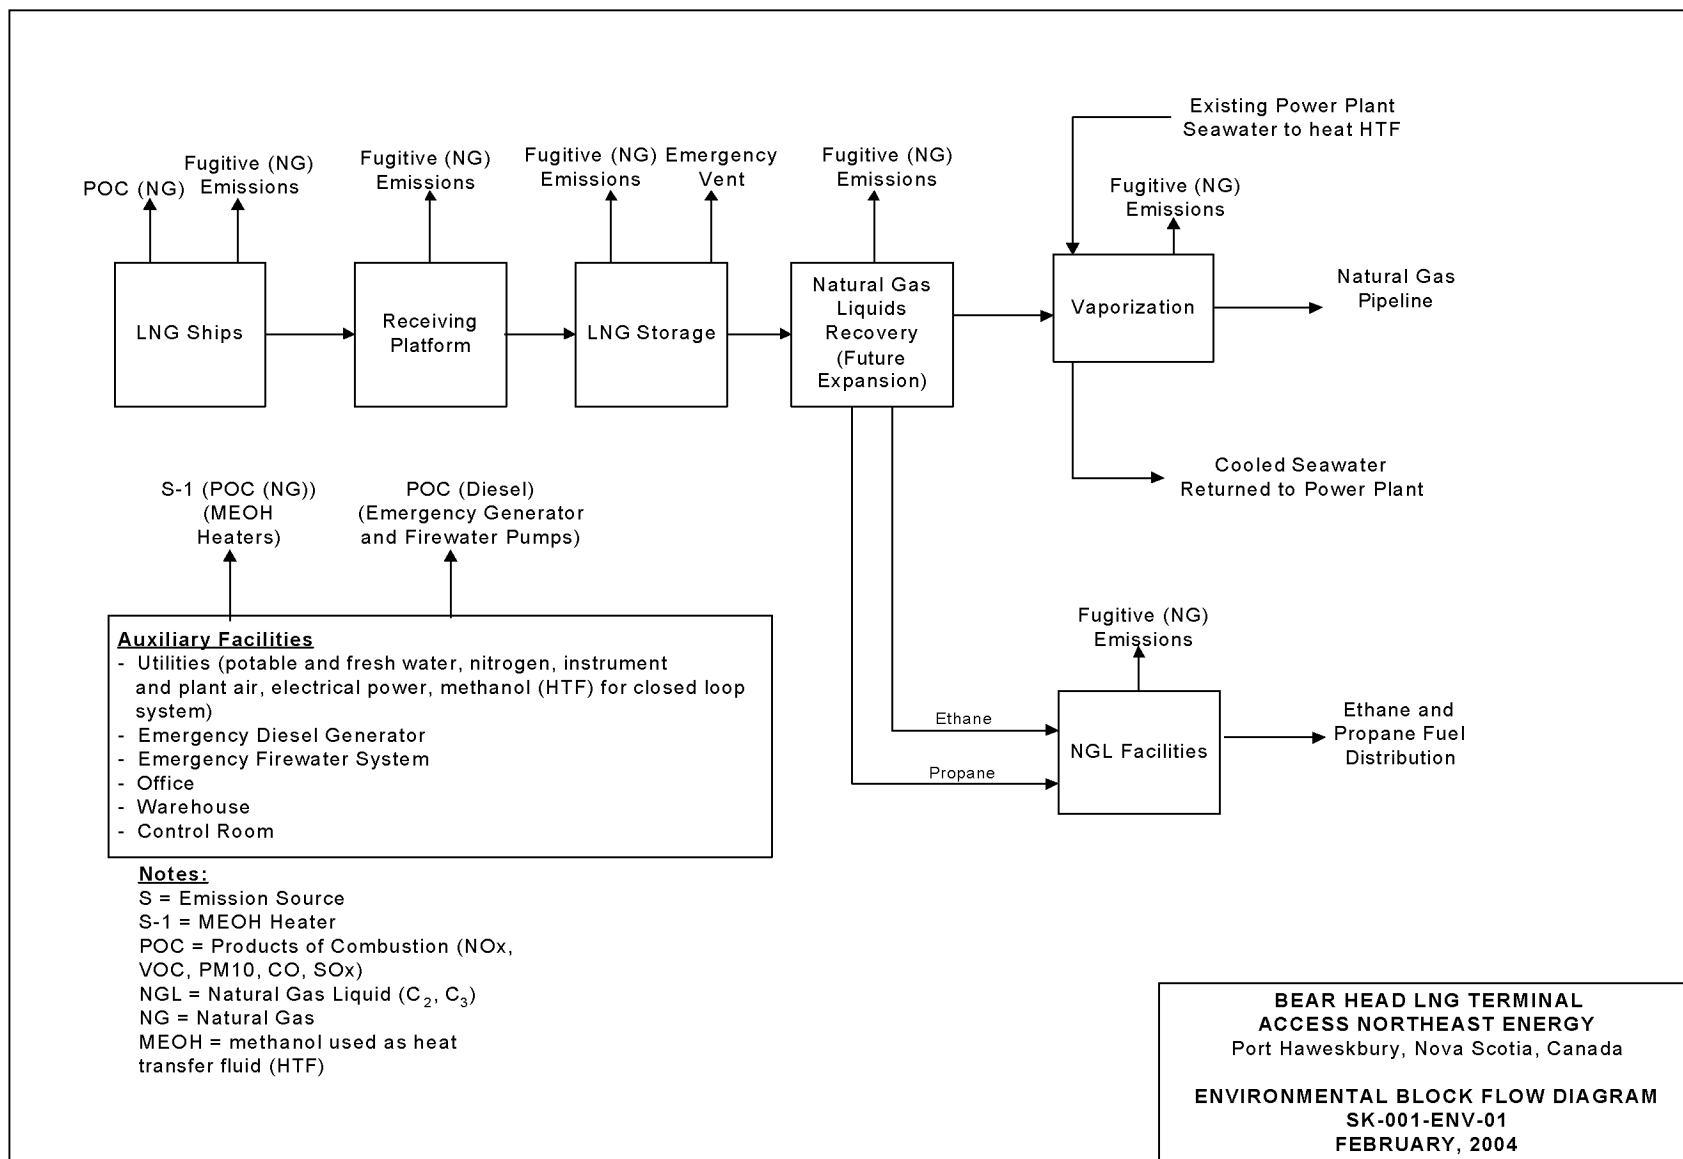 Existing Power Plant
Seawater to heat HTF
POC (NG)
Fugitive (NG)
Emissions
Fugitive (NG)
Emissions
Fugitive (NG)
Emissions
Emergency
Vent
Fugitive (NG)
Emissions
Fugitive (NG)
Emissions
LNG Ships
Receiving
Platform
LNG Storage
Natural Gas
Liquids
Recovery
(Future
Expansion)
Vaporization
Natural Gas
Pipeline
Cooled Seawater
Returned to Power Plant
S-1 (POC (NG))
(MEOH
Heaters)
POC (Diesel)
(Emergency Generator
and Firewater Pumps)
Auxiliary Facilities
- Utilities (potable and fresh water, nitrogen, instrument
and plant air, electrical power, methanol (HTF) for closed loop
system)
- Emergency Diesel Generator
- Emergency Firewater System
- Office
- Warehouse
- Control Room
Fugitive (NG)
Emissions
Ethane
Propane
NGL Facilities
Ethane and
Propane Fuel
Distribution
Notes:
S = Emission Source
S-1 = MEOH Heater
POC = Products of Combustion (NOx,
VOC, PM10, CO, SOx)
NGL = Natural Gas Liquid (C2, C3)
NG = Natural Gas
MEOH = methanol used as heat
transfer fluid (HTF)
BEAR HEAD LNG TERMINAL
ACCESS NORTHEAST ENERGY
Port Haweskbury, Nova Scotia, Canada
ENVIRONMENTAL BLOCK FLOW DIAGRAM
SK-001-ENV-01
FEBRUARY, 2004